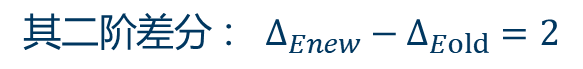 其二阶差分： Δ_{Enew} − Δ_{Eold} = 2